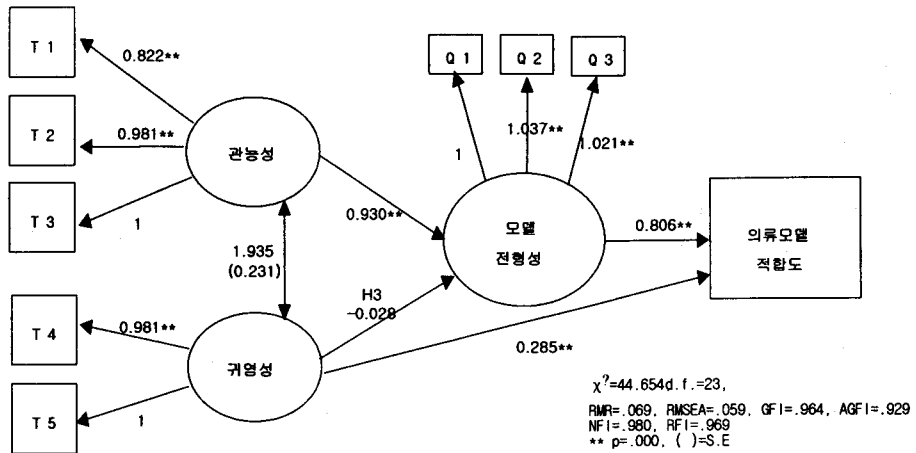 T 1
0.822**
Q 1
Q 2
Q 3
T 2
0.981**
관능성
1
1.037**
1.021**
T 3
1
0.930**
모델
전형성
0.806**
의류모델
적합도
1.935
(0.231)
H3
-0.028
T 4
0.981**
귀영성
0.285**
T 5
1
χ?=44.654d.f.=23,
RMR=.069, RMSEA=.059, GFI=.964, AGFI=.929
NFI=.980, RFI=.969
** p=.000, ( )=S.E